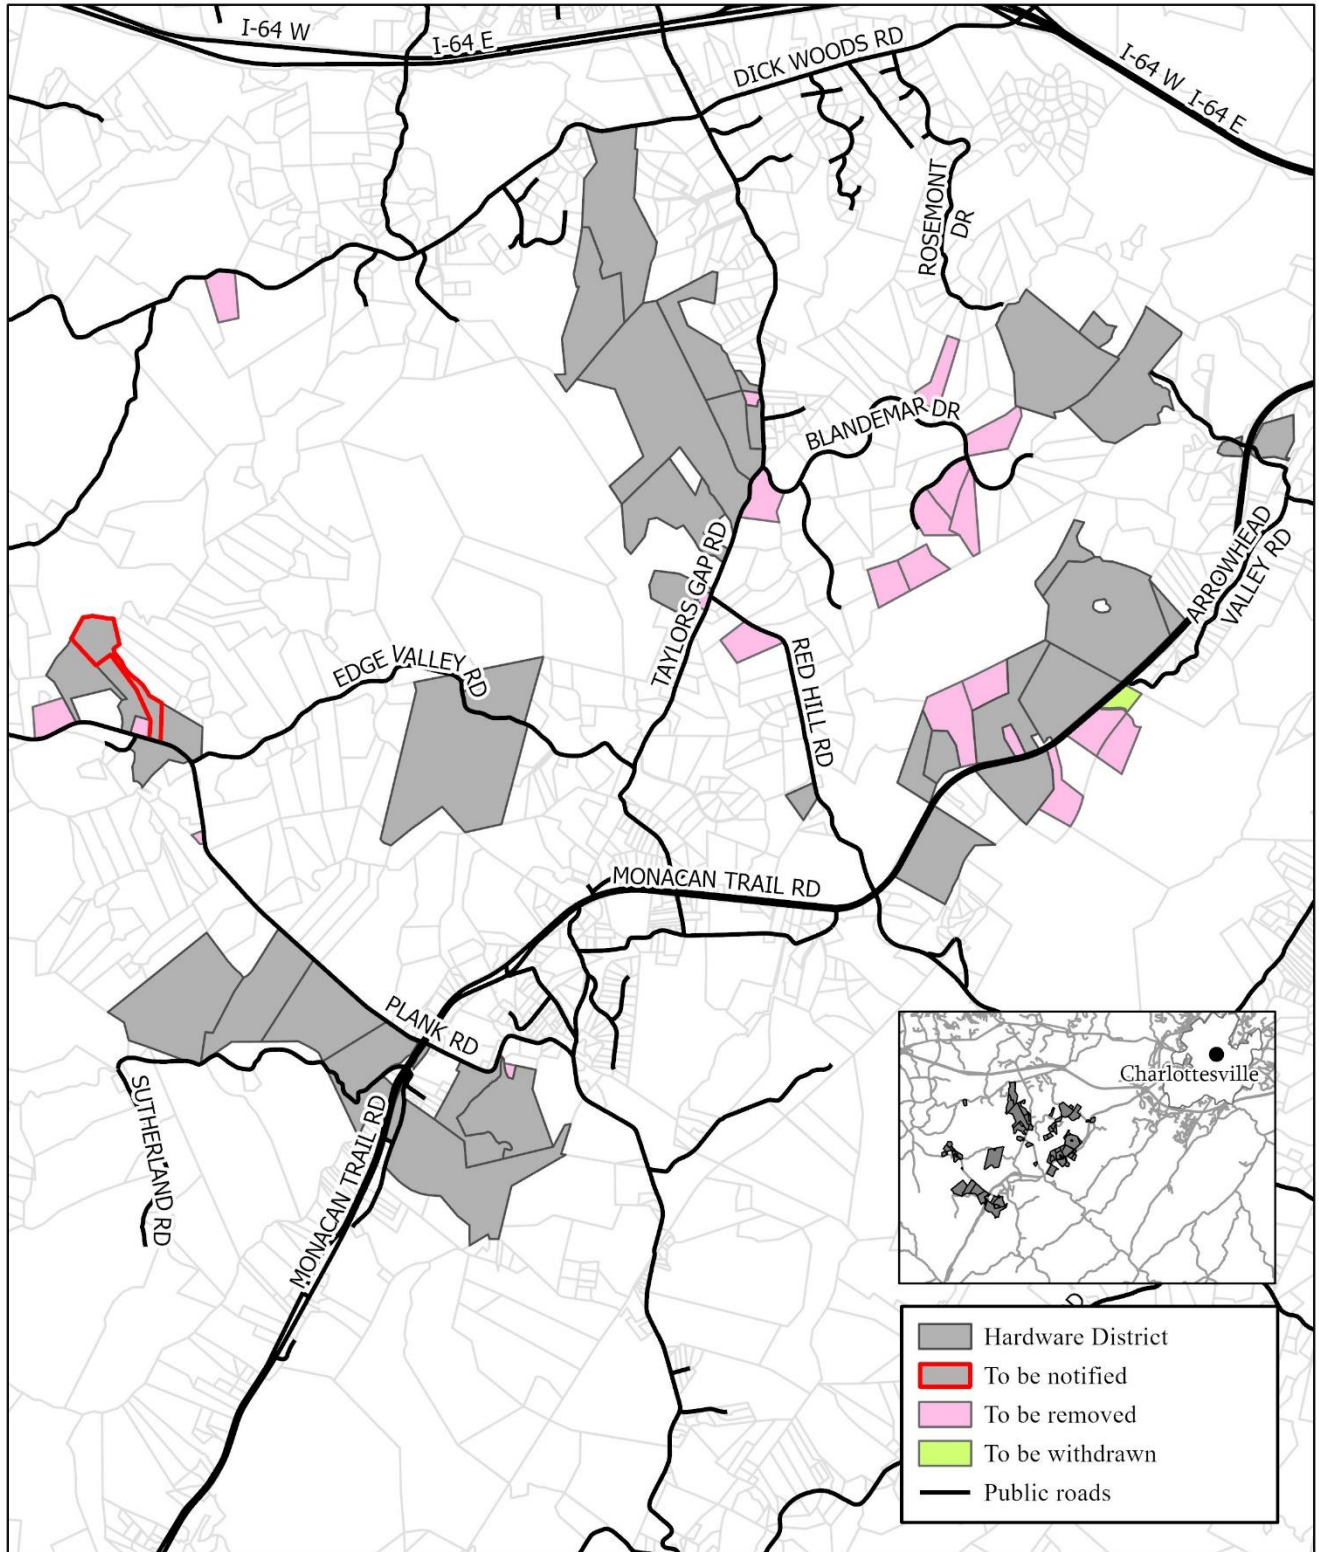 I-64 W
I-64 E
DICK WOODS RD
I-64 W
I-64 E
ROSEMONT
DR
BLANDEMAR DR
TAYLORS GAP RD
ARROWHEAD
VALLEY RD
EDGE VALLEY RD
RED HILL RD
MONACAN TRAIL RD
PLANK RD
SUTHERLAND RD
MONACAN TRAIL RD
Charlottesville
D
Hardware District
To be notified
To be removed
To be withdrawn
Public roads